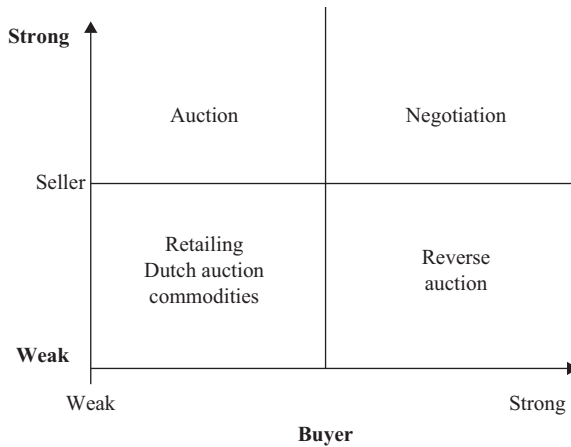 Strong
Auction
Negotiation
Seller
Retailing
Dutch auction
commodities
Reverse
auction
Weak
Weak
Strong
Buyer